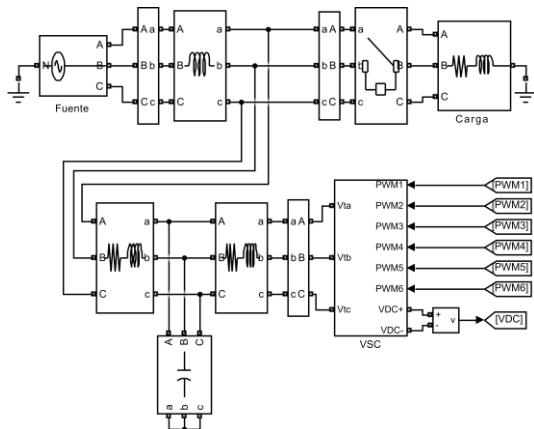 N A B C
Fuente
A a
B b
C c
A a
B b
C c
a A
b B
c C
a A
b B
c C
A
B
C
Carga
A a
B b
C c
A a
B b
C c
a A
b B
c C
A B C
a b c
Vta
Vtb
Vtc
PWM1
PWM2
PWM3
PWM4
PWM5
PWM6
VDC+
VDC-
VSC
[PWM1]
[PWM2]
[PWM3]
[PWM4]
[PWM5]
[PWM6]
+
-
v
[VDC]